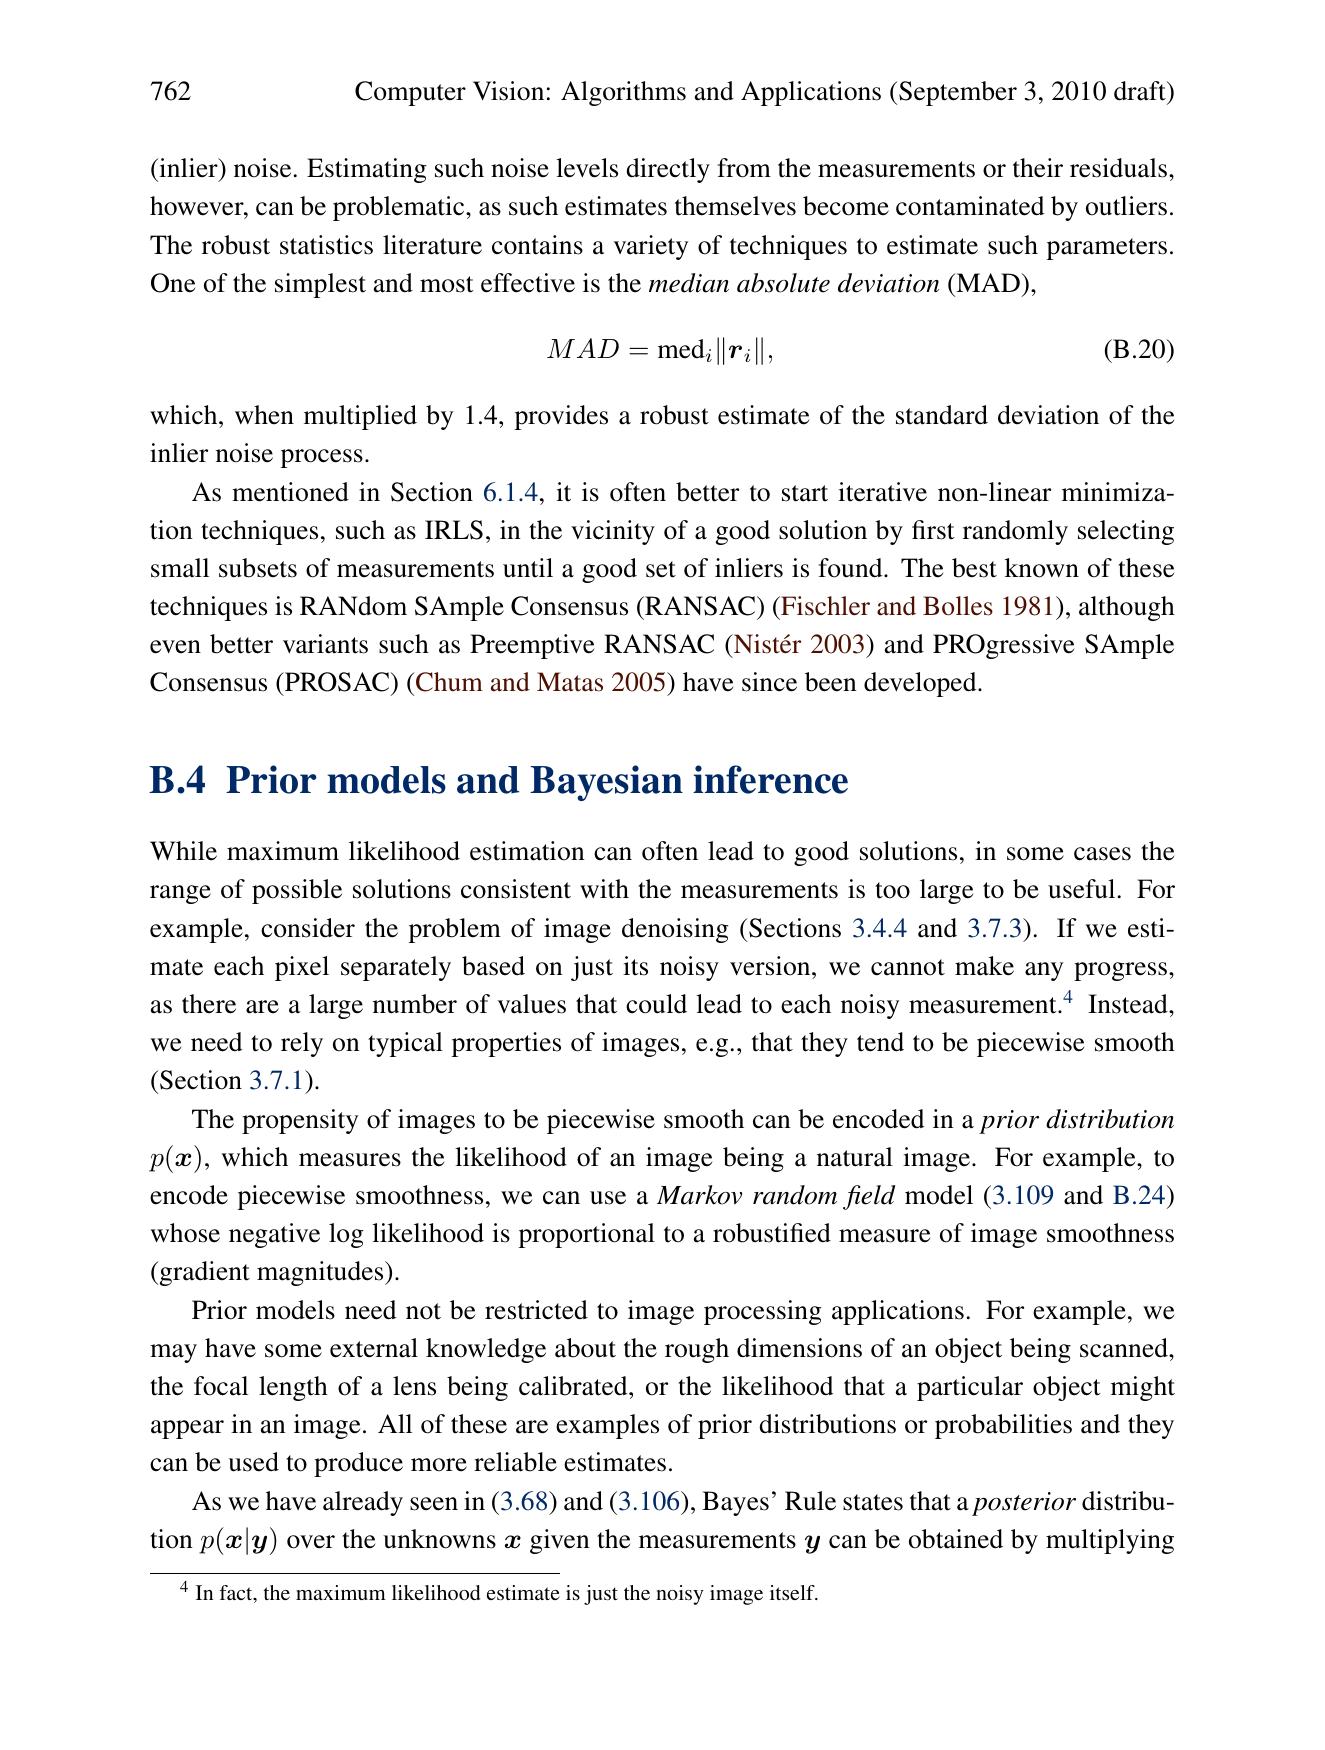 762 Computer Vision: Algorithms and Applications (September 3, 2010 draft)
(inlier) noise. Estimating such noise levels directly from the measurements or their residuals,
however, can be problematic, as such estimates themselves become contaminated by outliers.
The robust statistics literature contains a variety of techniques to estimate such parameters.
One of the simplest and most effective is the median absolute deviation (MAD),
MAD = med_i‖r_i‖, (B.20)
which, when multiplied by 1.4, provides a robust estimate of the standard deviation of the
inlier noise process.
As mentioned in Section 6.1.4, it is often better to start iterative non-linear minimiza-
tion techniques, such as IRLS, in the vicinity of a good solution by first randomly selecting
small subsets of measurements until a good set of inliers is found. The best known of these
techniques is RANdom SAmple Consensus (RANSAC) (Fischler and Bolles 1981), although
even better variants such as Preemptive RANSAC (Nistér 2003) and PROgressive SAmple
Consensus (PROSAC) (Chum and Matas 2005) have since been developed.
B.4 Prior models and Bayesian inference
While maximum likelihood estimation can often lead to good solutions, in some cases the
range of possible solutions consistent with the measurements is too large to be useful. For
example, consider the problem of image denoising (Sections 3.4.4 and 3.7.3). If we esti-
mate each pixel separately based on just its noisy version, we cannot make any progress,
as there are a large number of values that could lead to each noisy measurement.⁴ Instead,
we need to rely on typical properties of images, e.g., that they tend to be piecewise smooth
(Section 3.7.1).
The propensity of images to be piecewise smooth can be encoded in a prior distribution
p(x), which measures the likelihood of an image being a natural image. For example, to
encode piecewise smoothness, we can use a Markov random field model (3.109 and B.24)
whose negative log likelihood is proportional to a robustified measure of image smoothness
(gradient magnitudes).
Prior models need not be restricted to image processing applications. For example, we
may have some external knowledge about the rough dimensions of an object being scanned,
the focal length of a lens being calibrated, or the likelihood that a particular object might
appear in an image. All of these are examples of prior distributions or probabilities and they
can be used to produce more reliable estimates.
As we have already seen in (3.68) and (3.106), Bayes’ Rule states that a posterior distribu-
tion p(x|y) over the unknowns x given the measurements y can be obtained by multiplying
⁴ In fact, the maximum likelihood estimate is just the noisy image itself.